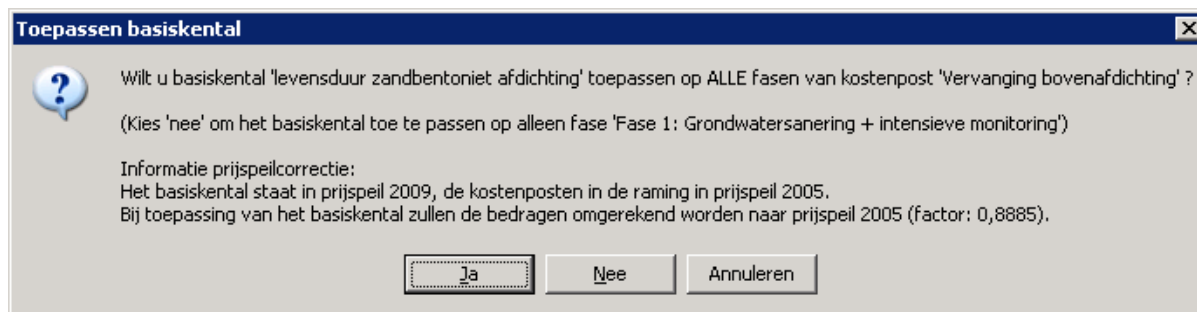 Toepassen basiskental
Wilt u basiskental 'levensduur zandbentoniet afdichting' toepassen op ALLE fasen van kostenpost 'Vervanging bovenafdichting' ?
(Kies 'nee' om het basiskental toe te passen op alleen fase 'Fase 1: Grondwatersanering + intensieve monitoring')
Informatie prijspeilcorrectie:
Het basiskental staat in prijspeil 2009, de kostenposten in de raming in prijspeil 2005.
Bij toepassing van het basiskental zullen de bedragen omgerekend worden naar prijspeil 2005 (factor: 0,8885).
Ja Nee Annuleren